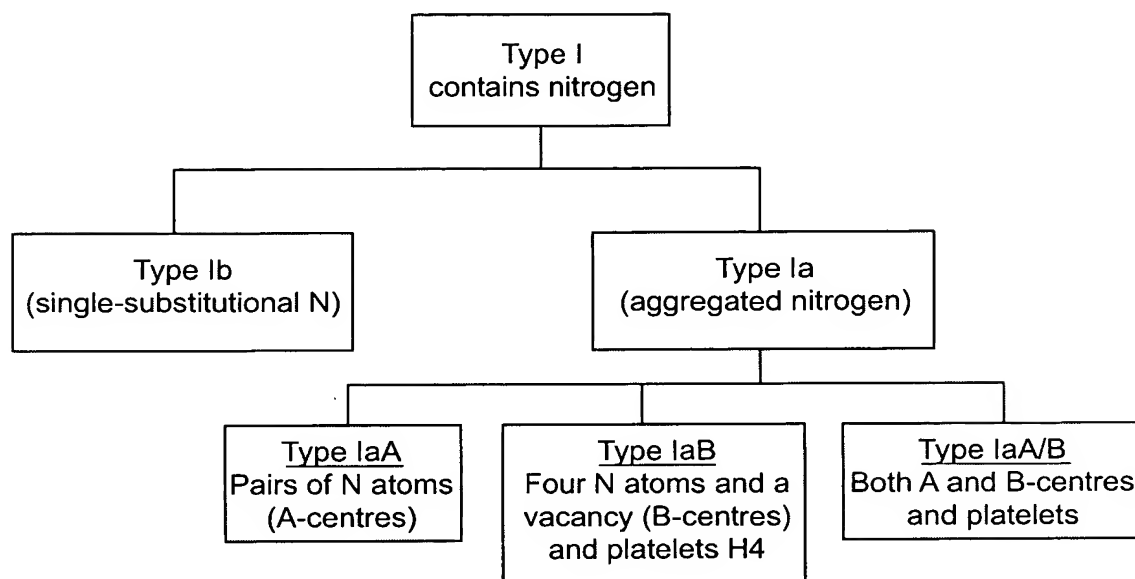 Type I
contains nitrogen
Type Ib
(single-substitutional N)
Type Ia
(aggregated nitrogen)
Type IaA
Pairs of N atoms
(A-centres)
Type IaB
Four N atoms and a
vacancy (B-centres)
and platelets H4
Type IaA/B
Both A and B-centres
and platelets